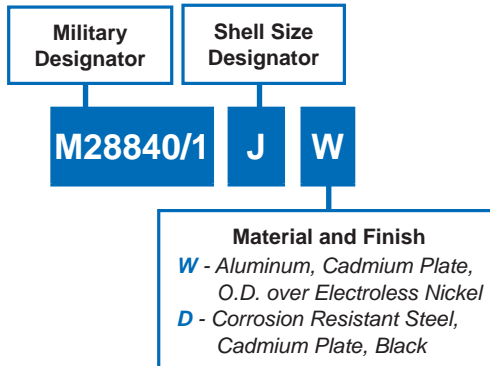 Military
Designator
Shell Size
Designator
M28840/1
J
W
Material and Finish
W - Aluminum, Cadmium Plate,
O.D. over Electroless Nickel
D - Corrosion Resistant Steel,
Cadmium Plate, Black